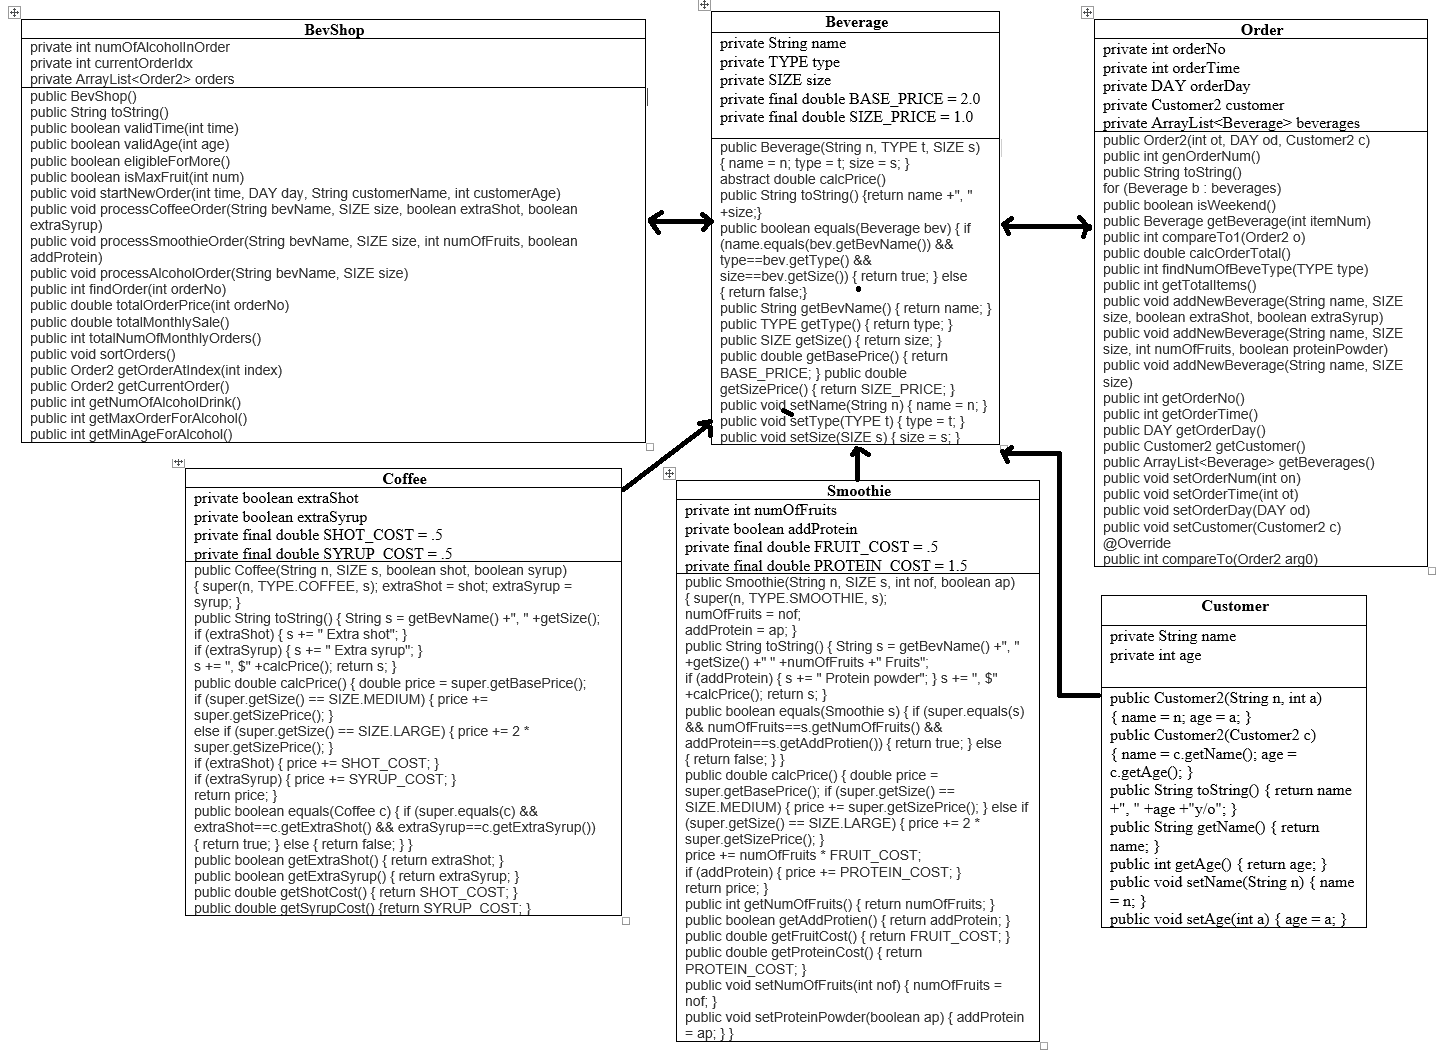 BevShop
private int numOfAlcoholInOrder
private int currentOrderIdx
private ArrayList<Order2> orders
public BevShop()
public String toString()
public boolean validTime(int time)
public boolean validAge(int age)
public boolean eligibleForMore()
public boolean isMaxFruit(int num)
public void startNewOrder(int time, DAY day, String customerName, int customerAge)
public void processCoffeeOrder(String bevName, SIZE size, boolean extraShot, boolean
extraSyrup)
public void processSmoothieOrder(String bevName, SIZE size, int numOfFruits, boolean
addProtein)
public void processAlcoholOrder(String bevName, SIZE size)
public int findOrder(int orderNo)
public double totalOrderPrice(int orderNo)
public double totalMonthlySale()
public int totalNumOfMonthlyOrders()
public void sortOrders()
public Order2 getOrderAtIndex(int index)
public Order2 getCurrentOrder()
public int getNumOfAlcoholDrink()
public int getMaxOrderForAlcohol()
public int getMinAgeForAlcohol()
Beverage
private String name
private TYPE type
private SIZE size
private final double BASE_PRICE = 2.0
private final double SIZE_PRICE = 1.0
public Beverage(String n, TYPE t, SIZE s)
{ name = n; type = t; size = s; }
abstract double calcPrice()
public String toString() {return name +", "
+size;}
public boolean equals(Beverage bev) { if
(name.equals(bev.getBevName()) &&
type==bev.getType() &&
size==bev.getSize()) { return true; } else
{ return false;}
public String getBevName() { return name; }
public TYPE getType() { return type; }
public SIZE getSize() { return size; }
public double getBasePrice() { return
BASE_PRICE; } public double
getSizePrice() { return SIZE_PRICE; }
public void setName(String n) { name = n; }
public void setType(TYPE t) { type = t; }
public void setSize(SIZE s) { size = s; }
Order
private int orderNo
private int orderTime
private DAY orderDay
private Customer2 customer
private ArrayList<Beverage> beverages
public Order2(int ot, DAY od, Customer2 c)
public int genOrderNum()
public String toString()
for (Beverage b : beverages)
public boolean isWeekend()
public Beverage getBeverage(int itemNum)
public int compareTo1(Order2 o)
public double calcOrderTotal()
public int findNumOfBeveType(TYPE type)
public int getTotalItems()
public void addNewBeverage(String name, SIZE
size, boolean extraShot, boolean extraSyrup)
public void addNewBeverage(String name, SIZE
size, int numOfFruits, boolean proteinPowder)
public void addNewBeverage(String name, SIZE
size)
public int getOrderNo()
public int getOrderTime()
public DAY getOrderDay()
public Customer2 getCustomer()
public ArrayList<Beverage> getBeverages()
public void setOrderNum(int on)
public void setOrderTime(int ot)
public void setOrderDay(DAY od)
public void setCustomer(Customer2 c)
@Override
public int compareTo(Order2 arg0)
Coffee
private boolean extraShot
private boolean extraSyrup
private final double SHOT_COST = .5
private final double SYRUP_COST = .5
public Coffee(String n, SIZE s, boolean shot, boolean syrup)
{ super(n, TYPE.COFFEE, s); extraShot = shot; extraSyrup =
syrup; }
public String toString() { String s = getBevName() +", " +getSize();
if (extraShot) { s += " Extra shot"; }
if (extraSyrup) { s += " Extra syrup"; }
s += ", $" +calcPrice(); return s; }
public double calcPrice() { double price = super.getBasePrice();
if (super.getSize() == SIZE.MEDIUM) { price +=
super.getSizePrice(); }
else if (super.getSize() == SIZE.LARGE) { price += 2 *
super.getSizePrice(); }
if (extraShot) { price += SHOT_COST; }
if (extraSyrup) { price += SYRUP_COST; }
return price; }
public boolean equals(Coffee c) { if (super.equals(c) &&
extraShot==c.getExtraShot() && extraSyrup==c.getExtraSyrup())
{ return true; } else { return false; } }
public boolean getExtraShot() { return extraShot; }
public boolean getExtraSyrup() { return extraSyrup; }
public double getShotCost() { return SHOT_COST; }
public double getSyrupCost() {return SYRUP_COST; }
Smoothie
private int numOfFruits
private boolean addProtein
private final double FRUIT_COST = .5
private final double PROTEIN_COST = 1.5
public Smoothie(String n, SIZE s, int nof, boolean ap)
{ super(n, TYPE.SMOOTHIE, s);
numOfFruits = nof;
addProtein = ap; }
public String toString() { String s = getBevName() +", "
+getSize() +" " +numOfFruits +" Fruits";
if (addProtein) { s += " Protein powder"; } s += ", $"
+calcPrice(); return s; }
public boolean equals(Smoothie s) { if (super.equals(s)
&& numOfFruits==s.getNumOfFruits() &&
addProtein==s.getAddProtien()) { return true; } else
{ return false; } }
public double calcPrice() { double price =
super.getBasePrice(); if (super.getSize() ==
SIZE.MEDIUM) { price += super.getSizePrice(); } else if
(super.getSize() == SIZE.LARGE) { price += 2 *
super.getSizePrice(); }
price += numOfFruits * FRUIT_COST;
if (addProtein) { price += PROTEIN_COST; }
return price; }
public int getNumOfFruits() { return numOfFruits; }
public boolean getAddProtien() { return addProtein; }
public double getFruitCost() { return FRUIT_COST; }
public double getProteinCost() { return
PROTEIN_COST; }
public void setNumOfFruits(int nof) { numOfFruits =
nof; }
public void setProteinPowder(boolean ap) { addProtein
= ap; } }
Customer
private String name
private int age
public Customer2(String n, int a)
{ name = n; age = a; }
public Customer2(Customer2 c)
{ name = c.getName(); age =
c.getAge(); }
public String toString() { return name
+", " +age +"y/o"; }
public String getName() { return
name; }
public int getAge() { return age; }
public void setName(String n) { name
= n; }
public void setAge(int a) { age = a; }